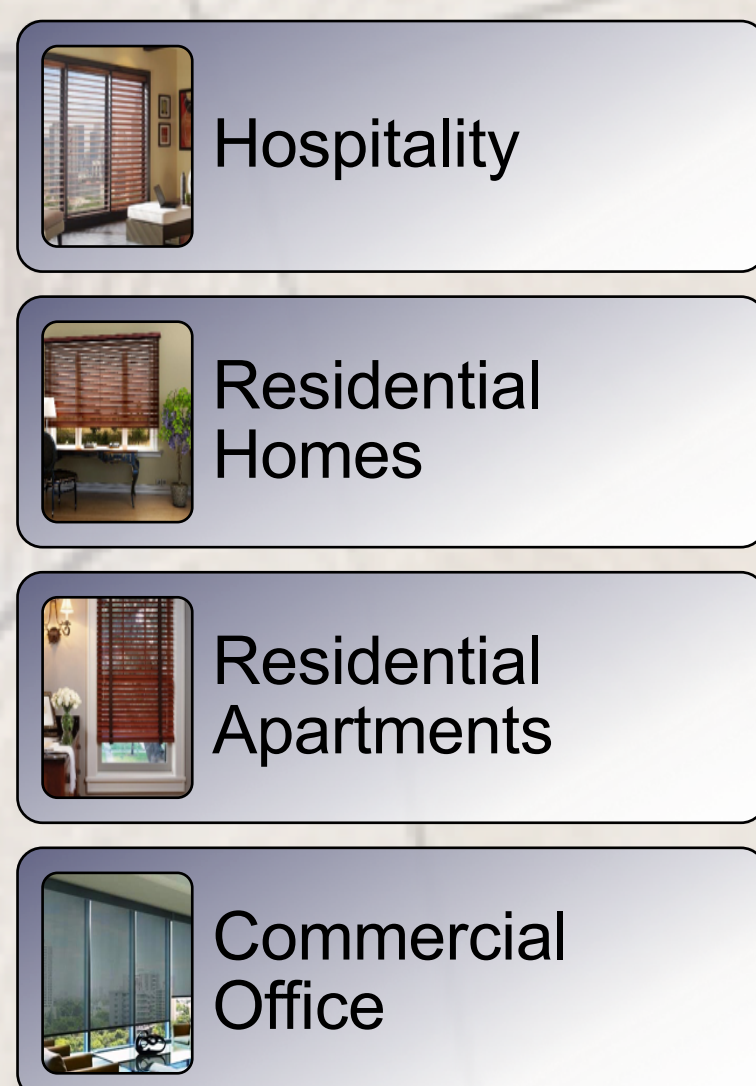 Hospitality
Residential
Homes
Residential
Apartments
Commercial
Office